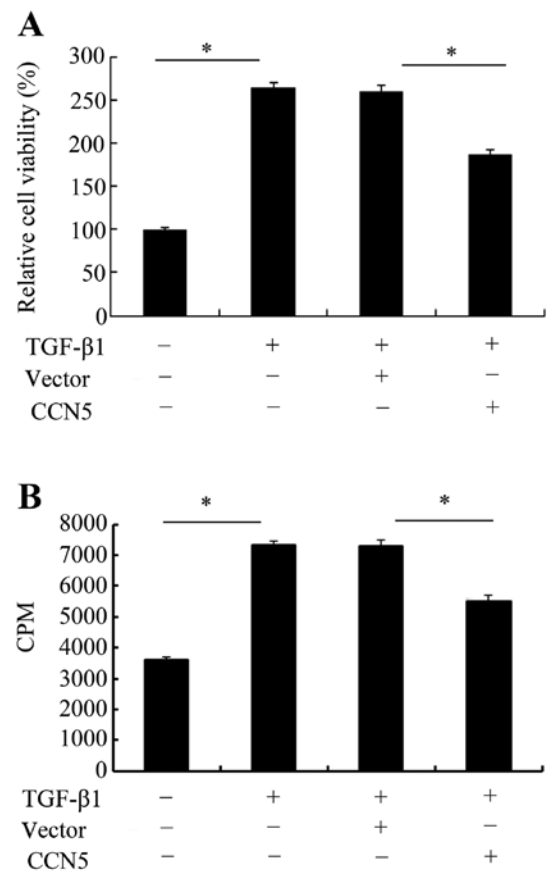 A
* *
Relative cell viability (%)
300
250
200
150
100
50
0
TGF-β1 − + + +
Vector − − + −
CCN5 − − − +
B
* *
CPM
8000
7000
6000
5000
4000
3000
2000
1000
0
TGF-β1 − + + +
Vector − − + −
CCN5 − − − +